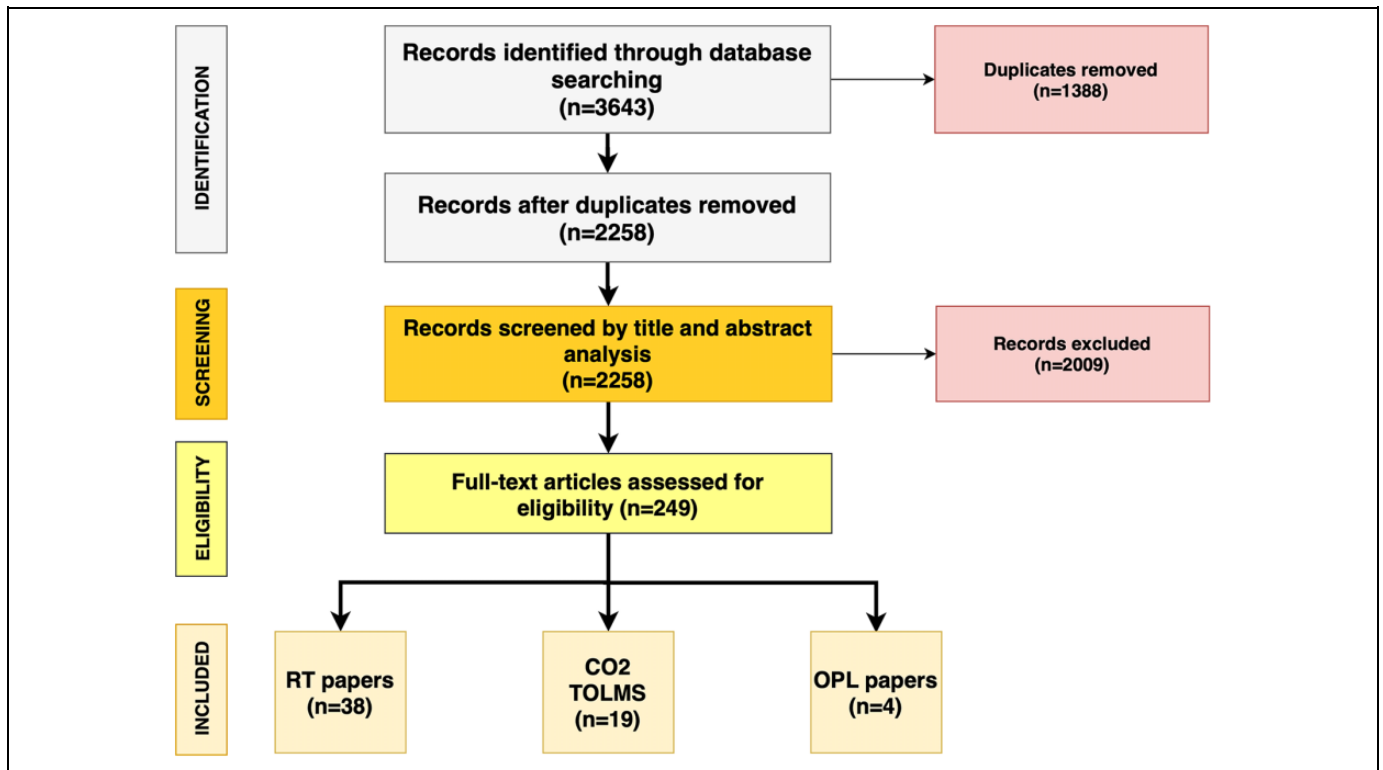 IDENTIFICATION
Records identified through database
searching
(n=3643)
Duplicates removed
(n=1388)
Records after duplicates removed
(n=2258)
SCREENING
Records screened by title and abstract
analysis
(n=2258)
Records excluded
(n=2009)
ELIGIBILITY
Full-text articles assessed for
eligibility (n=249)
INCLUDED
RT papers
(n=38)
CO2
TOLMS
(n=19)
OPL papers
(n=4)